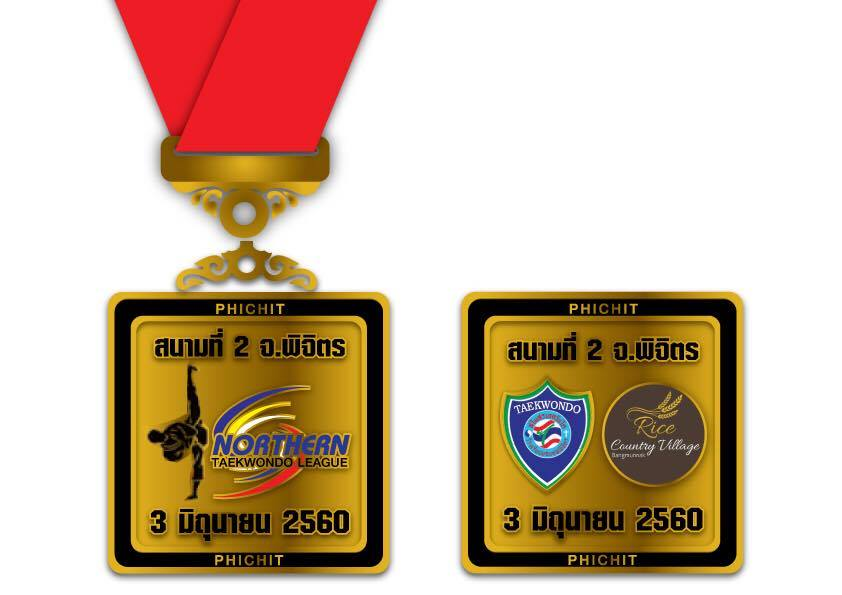 PHICHIT
สนามที่ 2 จ.พิจิตร
NORTHERN
TAEKWONDO LEAGUE
3 มิถุนายน 2560
PHICHIT
PHICHIT
สนามที่ 2 จ.พิจิตร
TAEKWONDO
Rice
Country Village
Bangmunnak
3 มิถุนายน 2560
PHICHIT